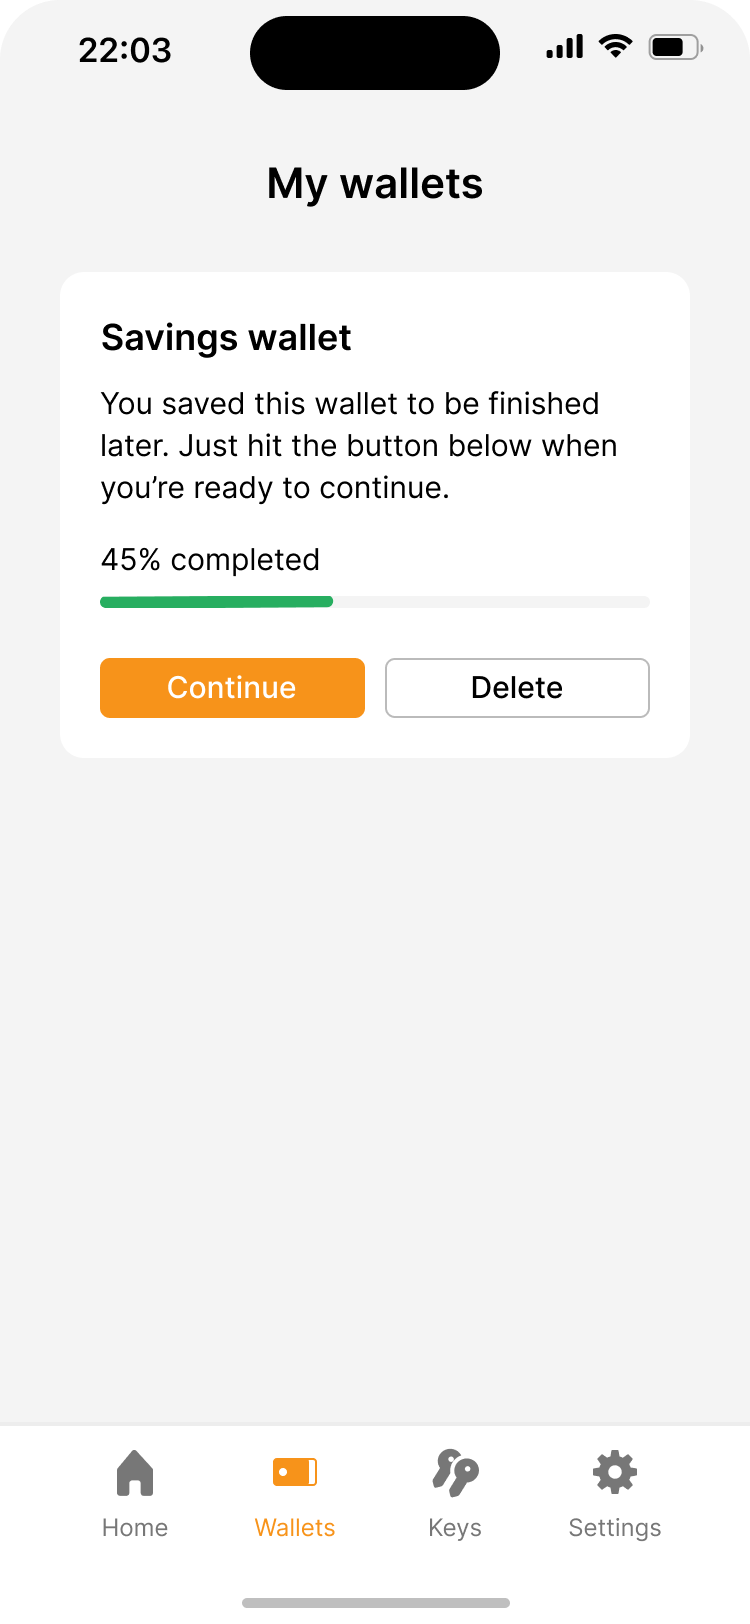 22:03
My wallets
Savings wallet
You saved this wallet to be finished
later. Just hit the button below when
you’re ready to continue.
45% completed
Continue
Delete
Home
Wallets
Keys
Settings